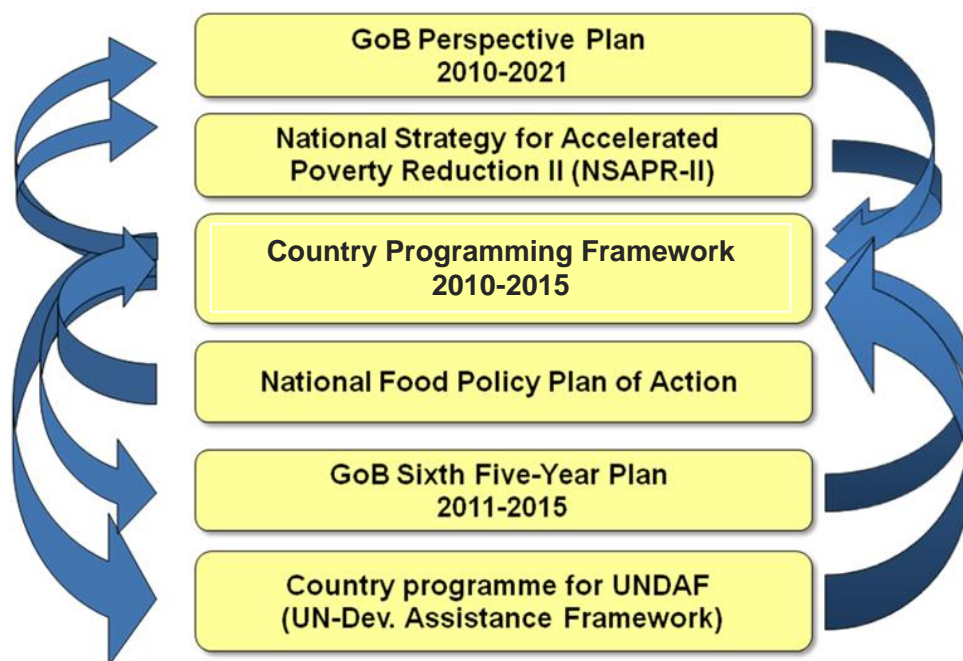 GoB Perspective Plan
2010-2021
National Strategy for Accelerated
Poverty Reduction II (NSAPR-II)
Country Programming Framework
2010-2015
National Food Policy Plan of Action
GoB Sixth Five-Year Plan
2011-2015
Country programme for UNDAF
(UN-Dev. Assistance Framework)